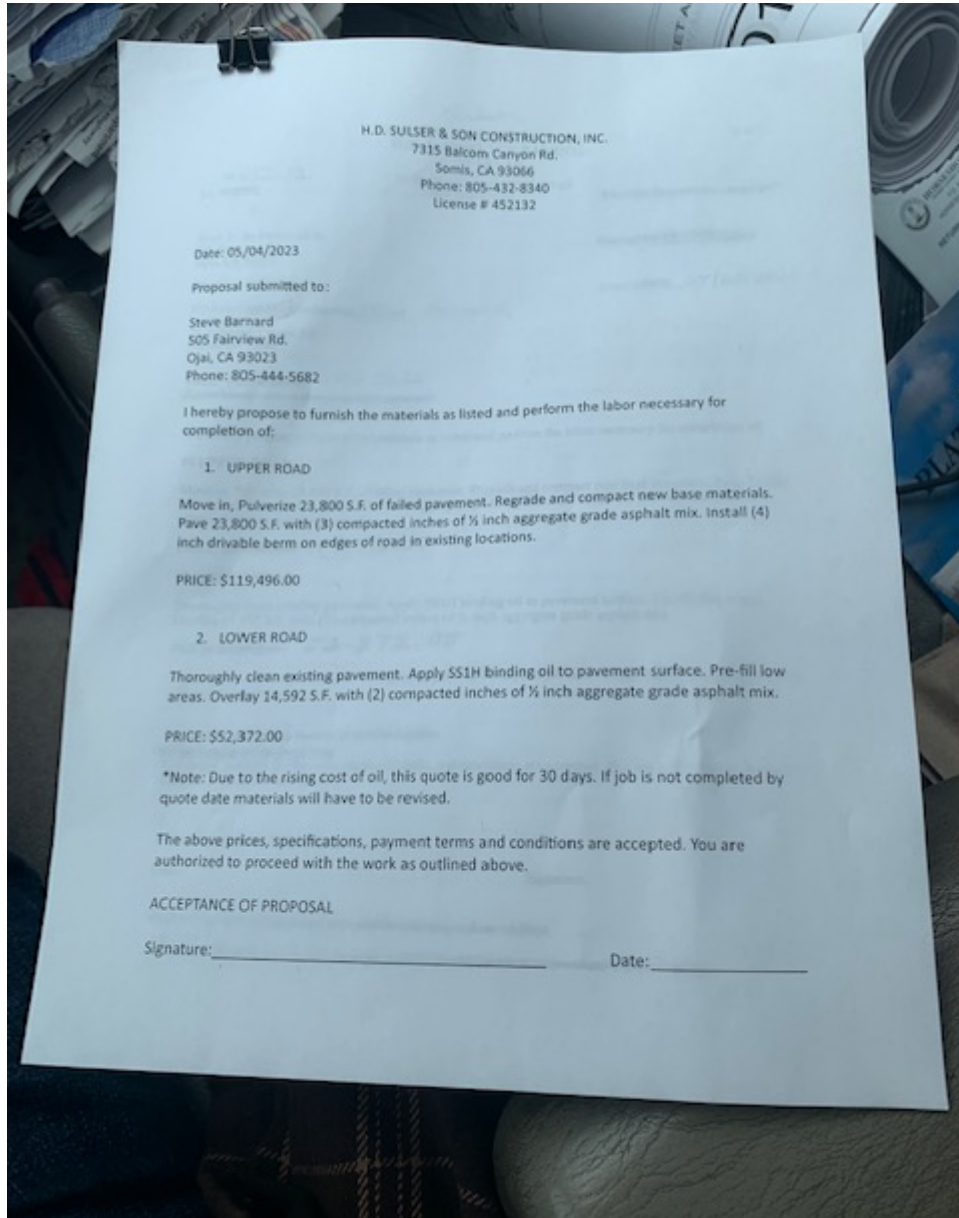 H.D. SULSER & SON CONSTRUCTION, INC.
7315 Balcom Canyon Rd.
Somis, CA 93066
Phone: 805-432-8340
License # 452132
Date: 05/04/2023
Proposal submitted to:
Steve Barnard
505 Fairview Rd.
Ojai, CA 93023
Phone: 805-444-5682
I hereby propose to furnish the materials as listed and perform the labor necessary for
completion of:
1. UPPER ROAD
Move in, Pulverize 23,800 S.F. of failed pavement. Regrade and compact new base materials.
Pave 23,800 S.F. with (3) compacted inches of ½ inch aggregate grade asphalt mix. Install (4)
inch drivable berm on edges of road in existing locations.
PRICE: $119,496.00
2. LOWER ROAD
Thoroughly clean existing pavement. Apply SS1H binding oil to pavement surface. Pre-fill low
areas. Overlay 14,592 S.F. with (2) compacted inches of ½ inch aggregate grade asphalt mix.
PRICE: $52,372.00
*Note: Due to the rising cost of oil, this quote is good for 30 days. If job is not completed by
quote date materials will have to be revised.
The above prices, specifications, payment terms and conditions are accepted. You are
authorized to proceed with the work as outlined above.
ACCEPTANCE OF PROPOSAL
Signature:
Date: